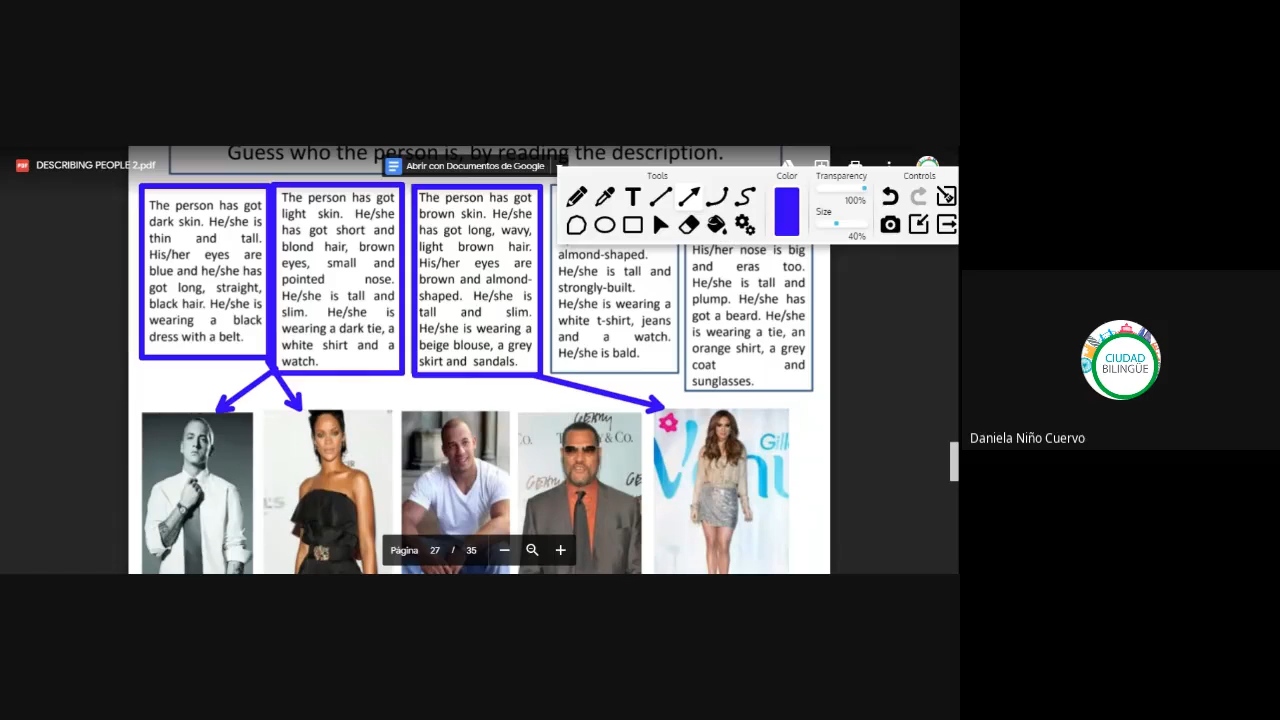 Guess who the person is, by reading the description.
PDF
DESCRIBING PEOPLE 2.pdf
Abrir con Documentos de Google
Tools
Color
Transparency
Controls
100%
Size
40%
The person has got
dark skin. He/she is
thin and tall.
His/her eyes are
blue and he/she has
got long, straight,
black hair. He/she is
wearing a black
dress with a belt.
The person has got
light skin. He/she
has got short and
blond hair, brown
eyes, small and
pointed nose.
He/she is tall and
slim. He/she is
wearing a dark tie, a
white shirt and a
watch.
The person has got
brown skin. He/she
has got long, wavy,
light brown hair.
His/her eyes are
brown and almond-
shaped. He/she is
tall and slim.
He/she is wearing a
beige blouse, a grey
skirt and sandals.
almond-shaped.
He/she is tall and
strongly-built.
He/she is wearing a
white t-shirt, jeans
and a watch.
He/she is bald.
His/her nose is big
and eras too.
He/she is tall and
plump. He/she has
got a beard. He/she
is wearing a tie, an
orange shirt, a grey
coat and
sunglasses.
& Co.
Página 27 / 35
CIUDAD
BILINGÜE
Daniela Niño Cuervo